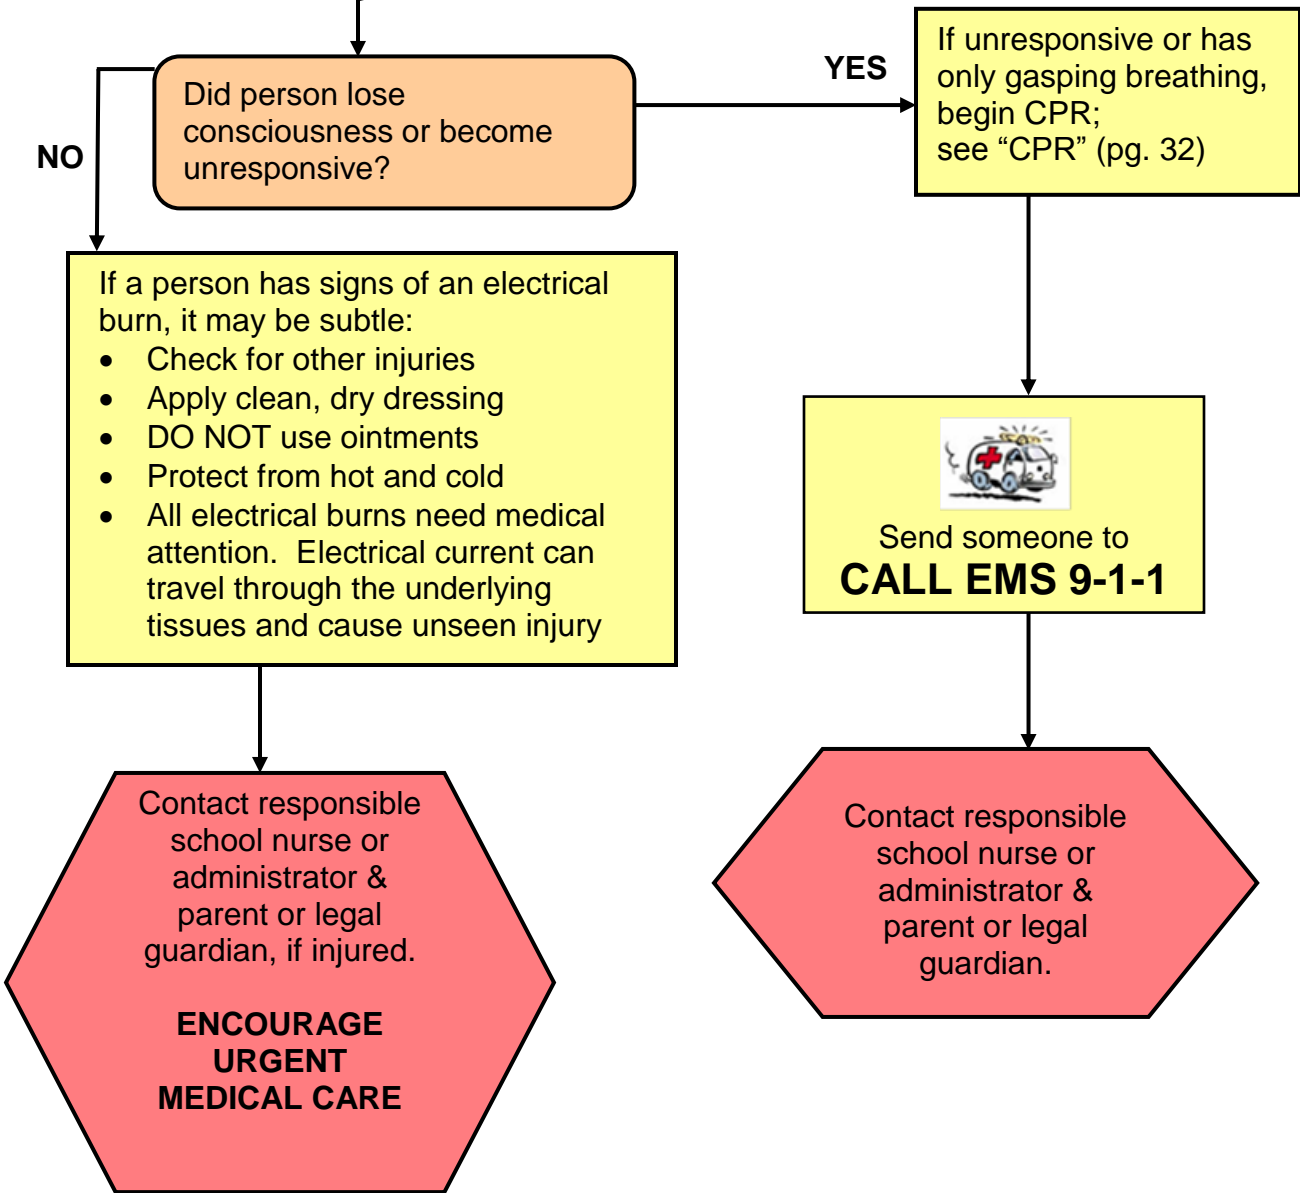 Did person lose
consciousness or become
unresponsive?
YES
If unresponsive or has
only gasping breathing,
begin CPR;
see “CPR” (pg. 32)
NO
If a person has signs of an electrical
burn, it may be subtle:
• Check for other injuries
• Apply clean, dry dressing
• DO NOT use ointments
• Protect from hot and cold
• All electrical burns need medical
attention.  Electrical current can
travel through the underlying
tissues and cause unseen injury
Send someone to
CALL EMS 9-1-1
Contact responsible
school nurse or
administrator &
parent or legal
guardian, if injured.
ENCOURAGE
URGENT
MEDICAL CARE
Contact responsible
school nurse or
administrator &
parent or legal
guardian.